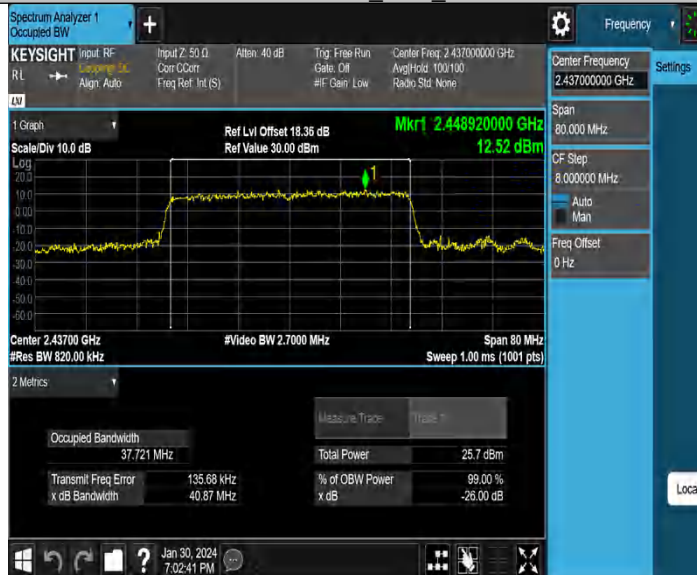 Spectrum Analyzer 1
Occupied BW
Frequency
KEYSIGHT
Input: RF
Input Z: 50 Ω
Atten: 40 dB
Trig: Free Run
Center Freq: 2.437000000 GHz
RL
Coupling: DC
Corr CCorr
Gate: Off
Avg|Hold: 100/100
Align: Auto
Freq Ref: Int (S)
#IF Gain: Low
Radio Std: None
LXI
Center Frequency
2.437000000 GHz
Settings
Span
80.000 MHz
CF Step
8.000000 MHz
Auto
Man
Freq Offset
0 Hz
1 Graph
Ref Lvl Offset 18.36 dB
Mkr1 2.448920000 GHz
Scale/Div 10.0 dB
Ref Value 30.00 dBm
12.52 dBm
Log
20.0
10.0
0.00
-10.0
-20.0
-30.0
-40.0
-50.0
-60.0
1
Center 2.43700 GHz
#Video BW 2.7000 MHz
Span 80 MHz
#Res BW 820.00 kHz
Sweep 1.00 ms (1001 pts)
2 Metrics
Measure Trace
Trace 1
Occupied Bandwidth
37.721 MHz
Total Power
25.7 dBm
Transmit Freq Error
135.68 kHz
% of OBW Power
99.00 %
x dB Bandwidth
40.87 MHz
x dB
-26.00 dB
Loca
?
Jan 30, 2024
7:02:41 PM